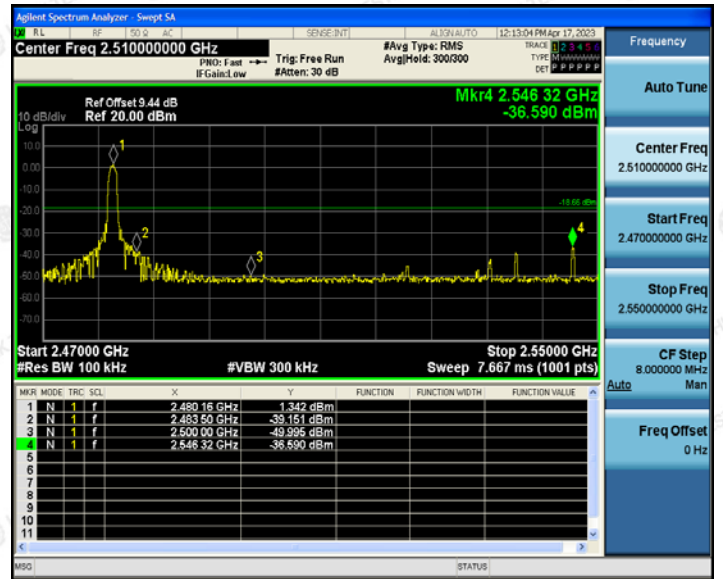 Agilent Spectrum Analyzer - Swept SA
RL RF 50 Ω AC SENSE:INT ALIGN AUTO 12:13:04 PM Apr 17, 2023
Center Freq 2.510000000 GHz
PNO: Fast
IFGain:Low
Trig: Free Run
#Atten: 30 dB
#Avg Type: RMS
Avg|Hold: 300/300
TRACE 1 2 3 4 5 6
TYPE M
DET P P P P P P
Ref Offset 9.44 dB
10 dB/div Ref 20.00 dBm
Log
Mkr4 2.546 32 GHz
-36.590 dBm
10.0
0.00
-10.0
-20.0
-30.0
-40.0
-50.0
-60.0
-70.0
1
2
3
4
-18.66 dBm
Start 2.47000 GHz Stop 2.55000 GHz
#Res BW 100 kHz #VBW 300 kHz Sweep 7.667 ms (1001 pts)
MKR MODE TRC SCL X Y FUNCTION FUNCTION WIDTH FUNCTION VALUE
1 N 1 f 2.480 16 GHz 1.342 dBm
2 N 1 f 2.483 50 GHz -39.151 dBm
3 N 1 f 2.500 00 GHz -49.995 dBm
4 N 1 f 2.546 32 GHz -36.590 dBm
5
6
7
8
9
10
11
MSG STATUS
Frequency
Auto Tune
Center Freq
2.510000000 GHz
Start Freq
2.470000000 GHz
Stop Freq
2.550000000 GHz
CF Step
8.000000 MHz
Auto Man
Freq Offset
0 Hz